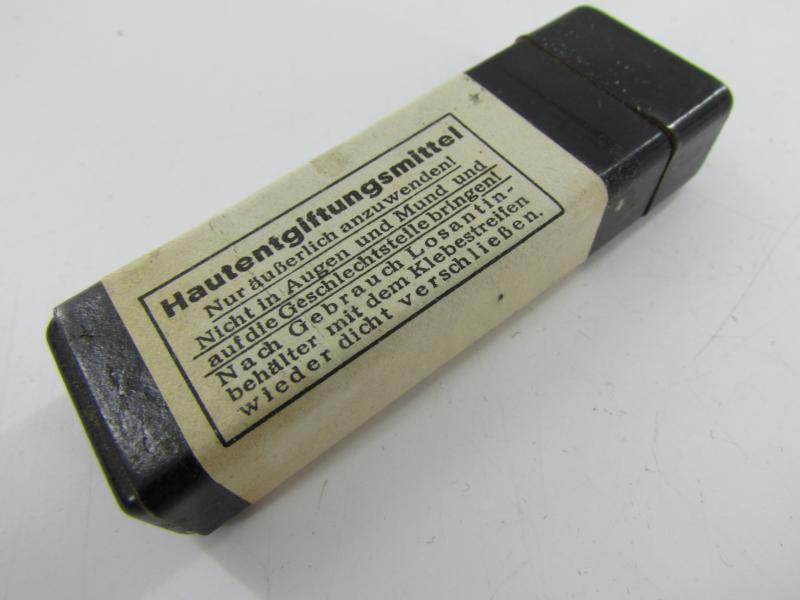 Hautentgiftungsmittel
Nur äußerlich anzuwenden!
Nicht in Augen und Mund und
auf die Geschlechtsteile bringen!
Nach Gebrauch Losantin-
behälter mit dem Klebestreifen
wieder dicht verschließen.